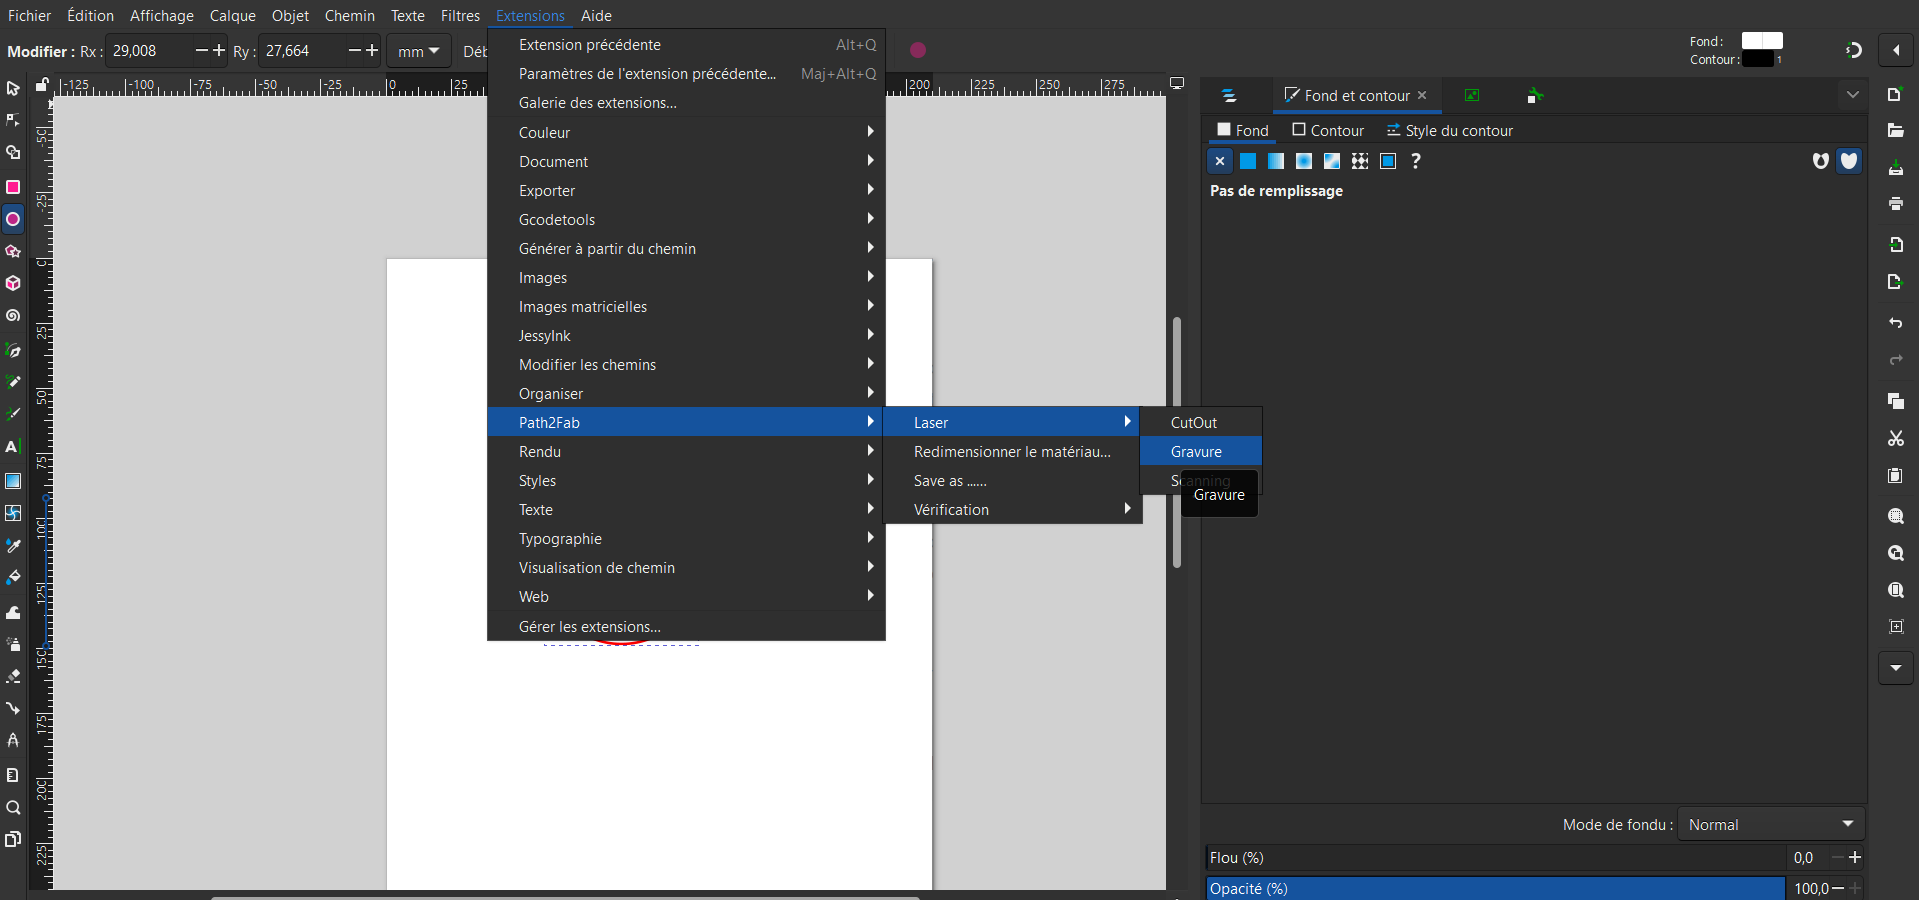 Fichier Édition Affichage Calque Objet Chemin Texte Filtres Extensions Aide
Modifier : Rx : 29,008 Ry : 27,664 mm Déb
Fond :
Contour : 1
Extension précédente Alt+Q
Paramètres de l'extension précédente... Maj+Alt+Q
Galerie des extensions...
Couleur
Document
Exporter
Gcodetools
Générer à partir du chemin
Images
Images matricielles
JessyInk
Modifier les chemins
Organiser
Path2Fab
Rendu
Styles
Texte
Typographie
Visualisation de chemin
Web
Gérer les extensions...
Laser
Redimensionner le matériau...
Save as ......
Vérification
CutOut
Gravure
Scanning
Gravure
-125 -100 -75 -50 -25 0 25 200 225 250 275
-50
-25
0
25
50
75
100
125
150
175
200
225
Fond et contour
Fond Contour Style du contour
?
Pas de remplissage
Mode de fondu : Normal
Flou (%) 0,0
Opacité (%) 100,0